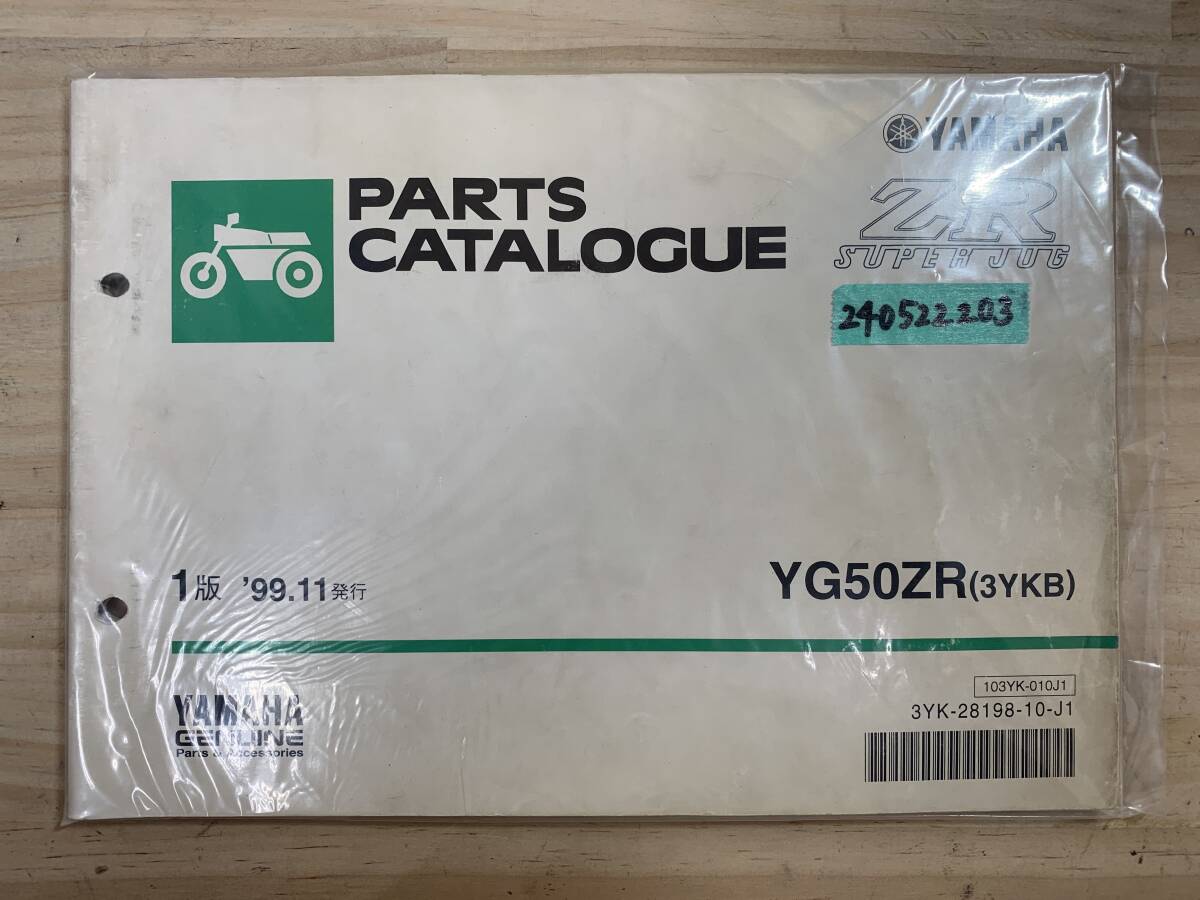 YAMAHA
PARTS
CATALOGUE
ZR
SUPER JOG
240522203
1版 '99.11発行
YG50ZR(3YKB)
103YK-010J1
3YK-28198-10-J1
YAMAHA
GENUINE
Parts & Accessories